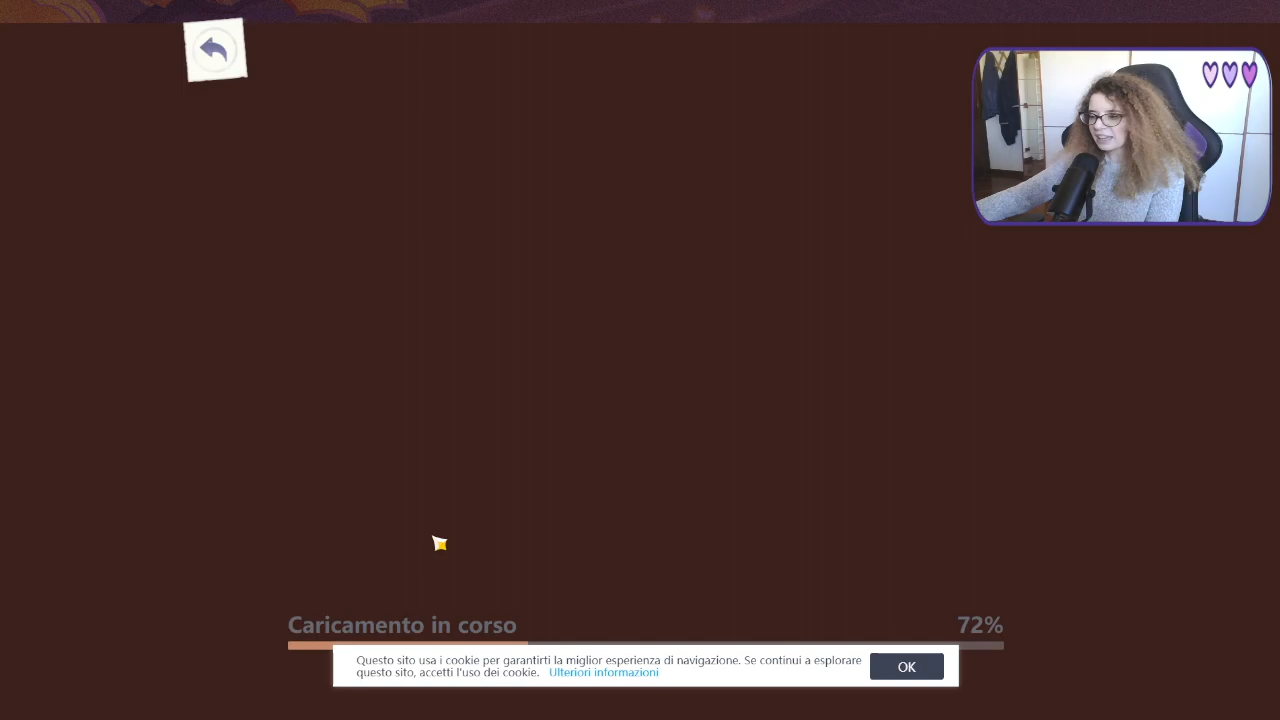 Caricamento in corso 72%
Questo sito usa i cookie per garantirti la miglior esperienza di navigazione. Se continui a esplorare
questo sito, accetti l'uso dei cookie. Ulteriori informazioni
OK